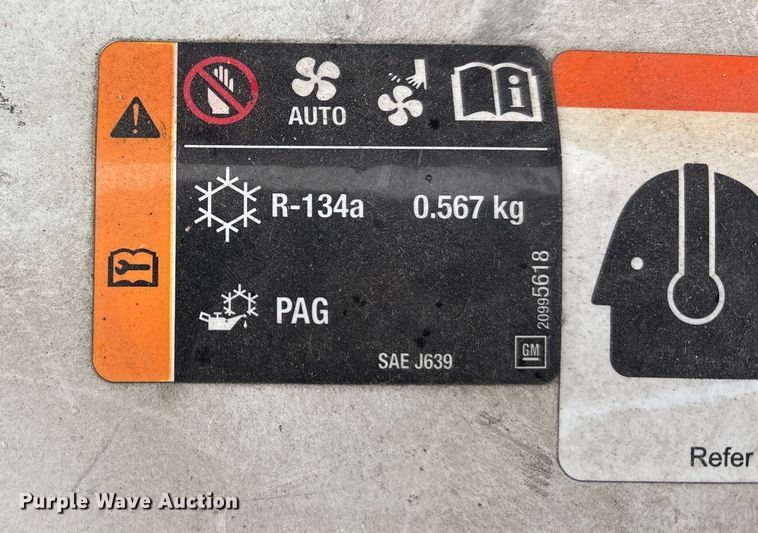 AUTO
R-134a 0.567 kg
PAG
SAE J639
20995618
GM
Refer
Purple Wave Auction